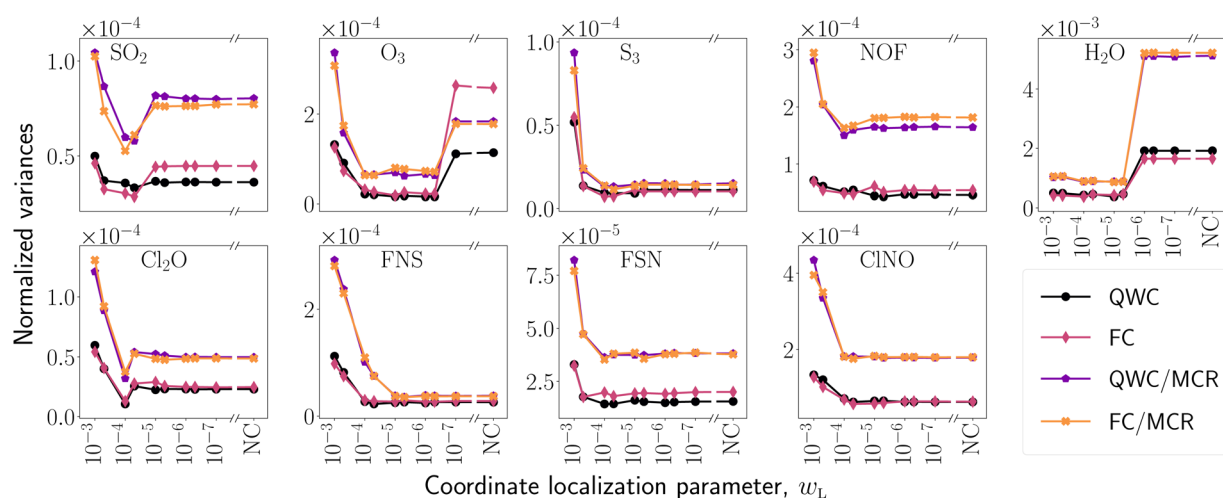 ×10⁻⁴
×10⁻⁴
×10⁻⁴
×10⁻⁴
×10⁻³
SO₂
O₃
S₃
NOF
H₂O
1.0
0.5
2
0
1.0
0.5
0.0
3
2
1
4
2
0
10⁻³
10⁻⁴
10⁻⁵
10⁻⁶
10⁻⁷
NC
Normalized variances
×10⁻⁴
×10⁻⁴
×10⁻⁵
×10⁻⁴
Cl₂O
FNS
FSN
ClNO
1.0
0.5
0.0
2
0
7.5
5.0
2.5
4
2
10⁻³
10⁻⁴
10⁻⁵
10⁻⁶
10⁻⁷
NC
10⁻³
10⁻⁴
10⁻⁵
10⁻⁶
10⁻⁷
NC
10⁻³
10⁻⁴
10⁻⁵
10⁻⁶
10⁻⁷
NC
10⁻³
10⁻⁴
10⁻⁵
10⁻⁶
10⁻⁷
NC
QWC
FC
QWC/MCR
FC/MCR
Coordinate localization parameter, w_L